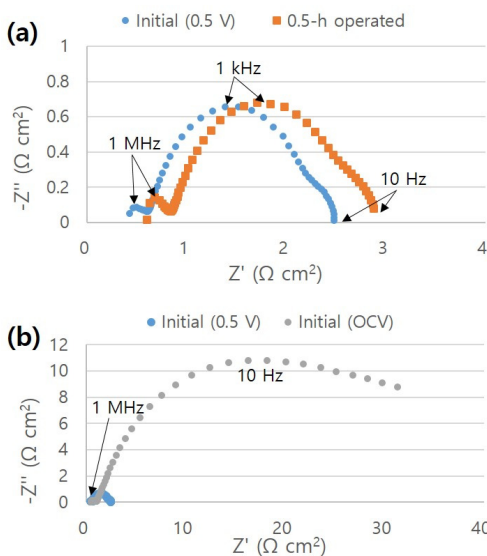 (a)
Initial (0.5 V) 0.5-h operated
1
0.8
0.6
0.4
0.2
0
-Z'' (Ω cm²)
1 kHz
1 MHz
10 Hz
0 1 2 3 4
Z' (Ω cm²)
(b)
Initial (0.5 V) Initial (OCV)
12
10
8
6
4
2
0
-Z'' (Ω cm²)
10 Hz
1 MHz
0 10 20 30 40
Z' (Ω cm²)